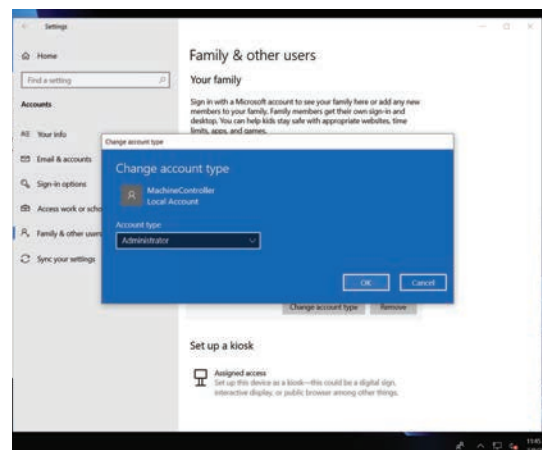 Settings
Home
Family & other users
Find a setting
Your family
Accounts
Sign in with a Microsoft account to see your family here or add any new
members to your family. Family members get their own sign-in and
desktop. You can help kids stay safe with appropriate websites, time
limits, apps, and games.
Your info
Change account type
Email & accounts
Change account type
Sign-in options
MachineController
Local Account
Access work or scho
Account type
Family & other users
Administrator
Sync your settings
OK
Cancel
Change account type
Remove
Set up a kiosk
Assigned access
Set up this device as a kiosk—this could be a digital sign,
interactive display, or public browser among other things.
11:45